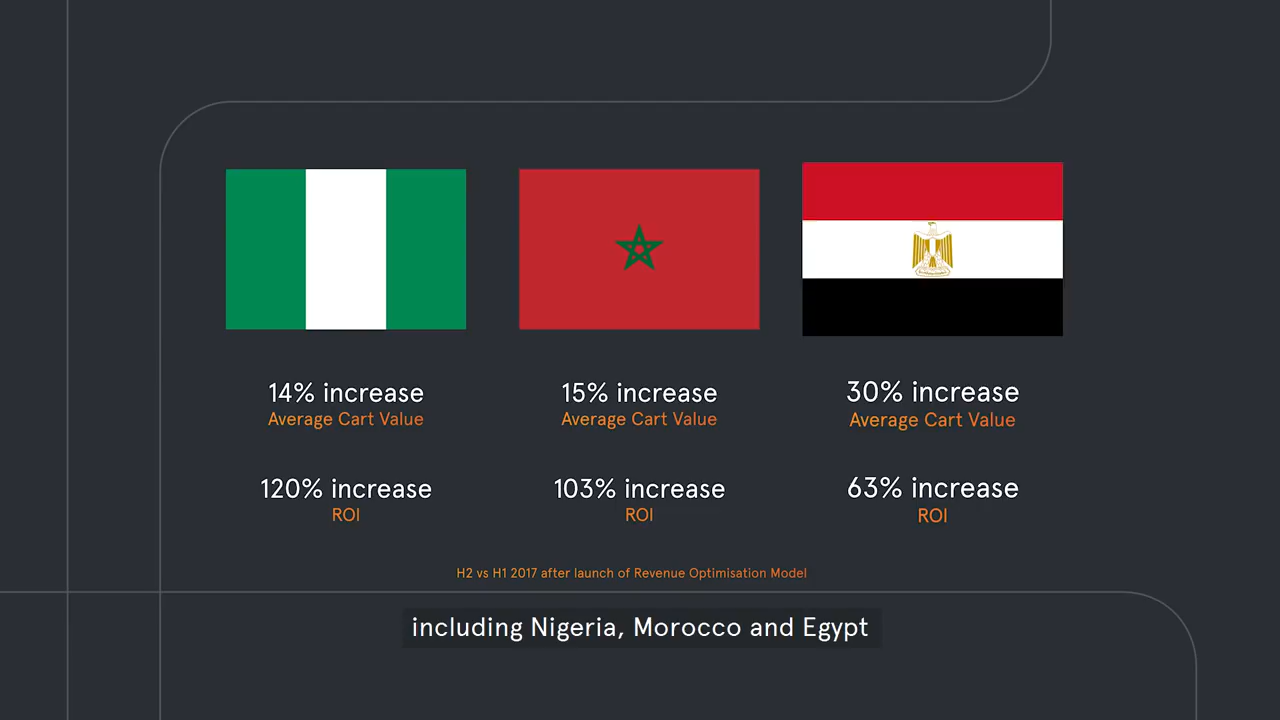 14% increase
Average Cart Value
120% increase
ROI
15% increase
Average Cart Value
103% increase
ROI
30% increase
Average Cart Value
63% increase
ROI
H2 vs H1 2017 after launch of Revenue Optimisation Model
including Nigeria, Morocco and Egypt